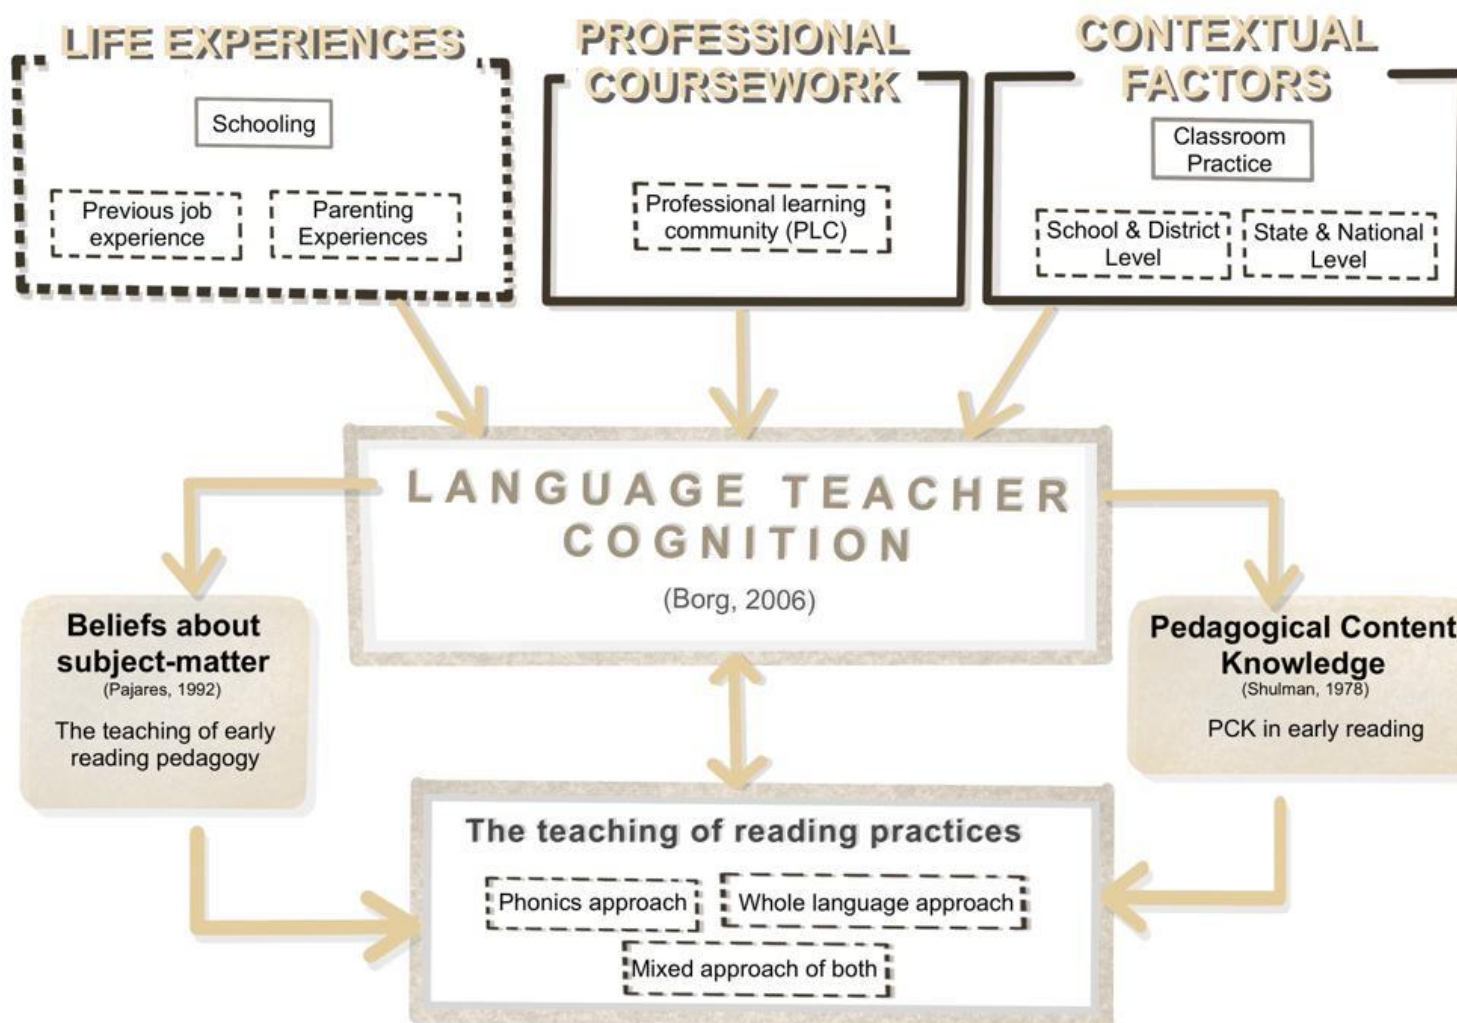 LIFE EXPERIENCES
PROFESSIONAL
COURSEWORK
CONTEXTUAL
FACTORS
Schooling
Previous job
experience
Parenting
Experiences
Professional learning
community (PLC)
Classroom
Practice
School & District
Level
State & National
Level
LANGUAGE TEACHER
COGNITION
(Borg, 2006)
Beliefs about
subject-matter
(Pajares, 1992)
The teaching of early
reading pedagogy
Pedagogical Content
Knowledge
(Shulman, 1978)
PCK in early reading
The teaching of reading practices
Phonics approach
Whole language approach
Mixed approach of both